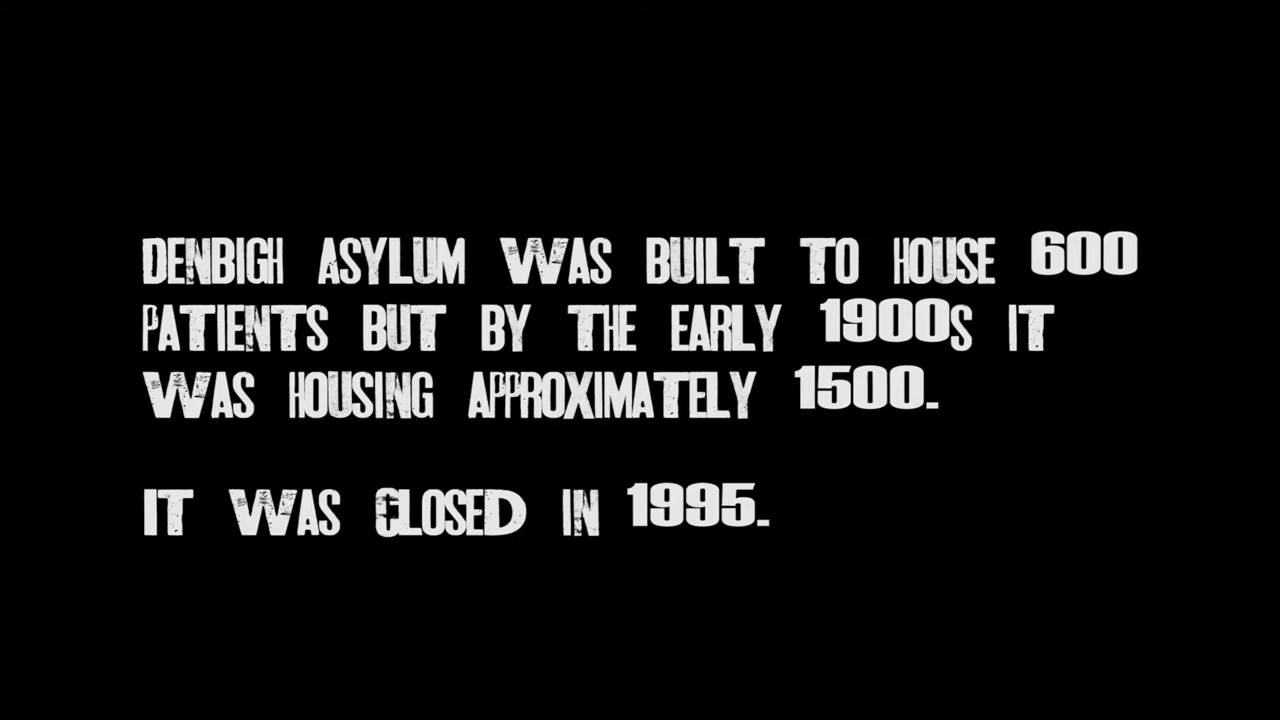 DENBIGH ASYLUM WAS BUILT TO HOUSE 600
PATIENTS BUT BY THE EARLY 1900S IT
WAS HOUSING APPROXIMATELY 1500.
IT WAS CLOSED IN 1995.